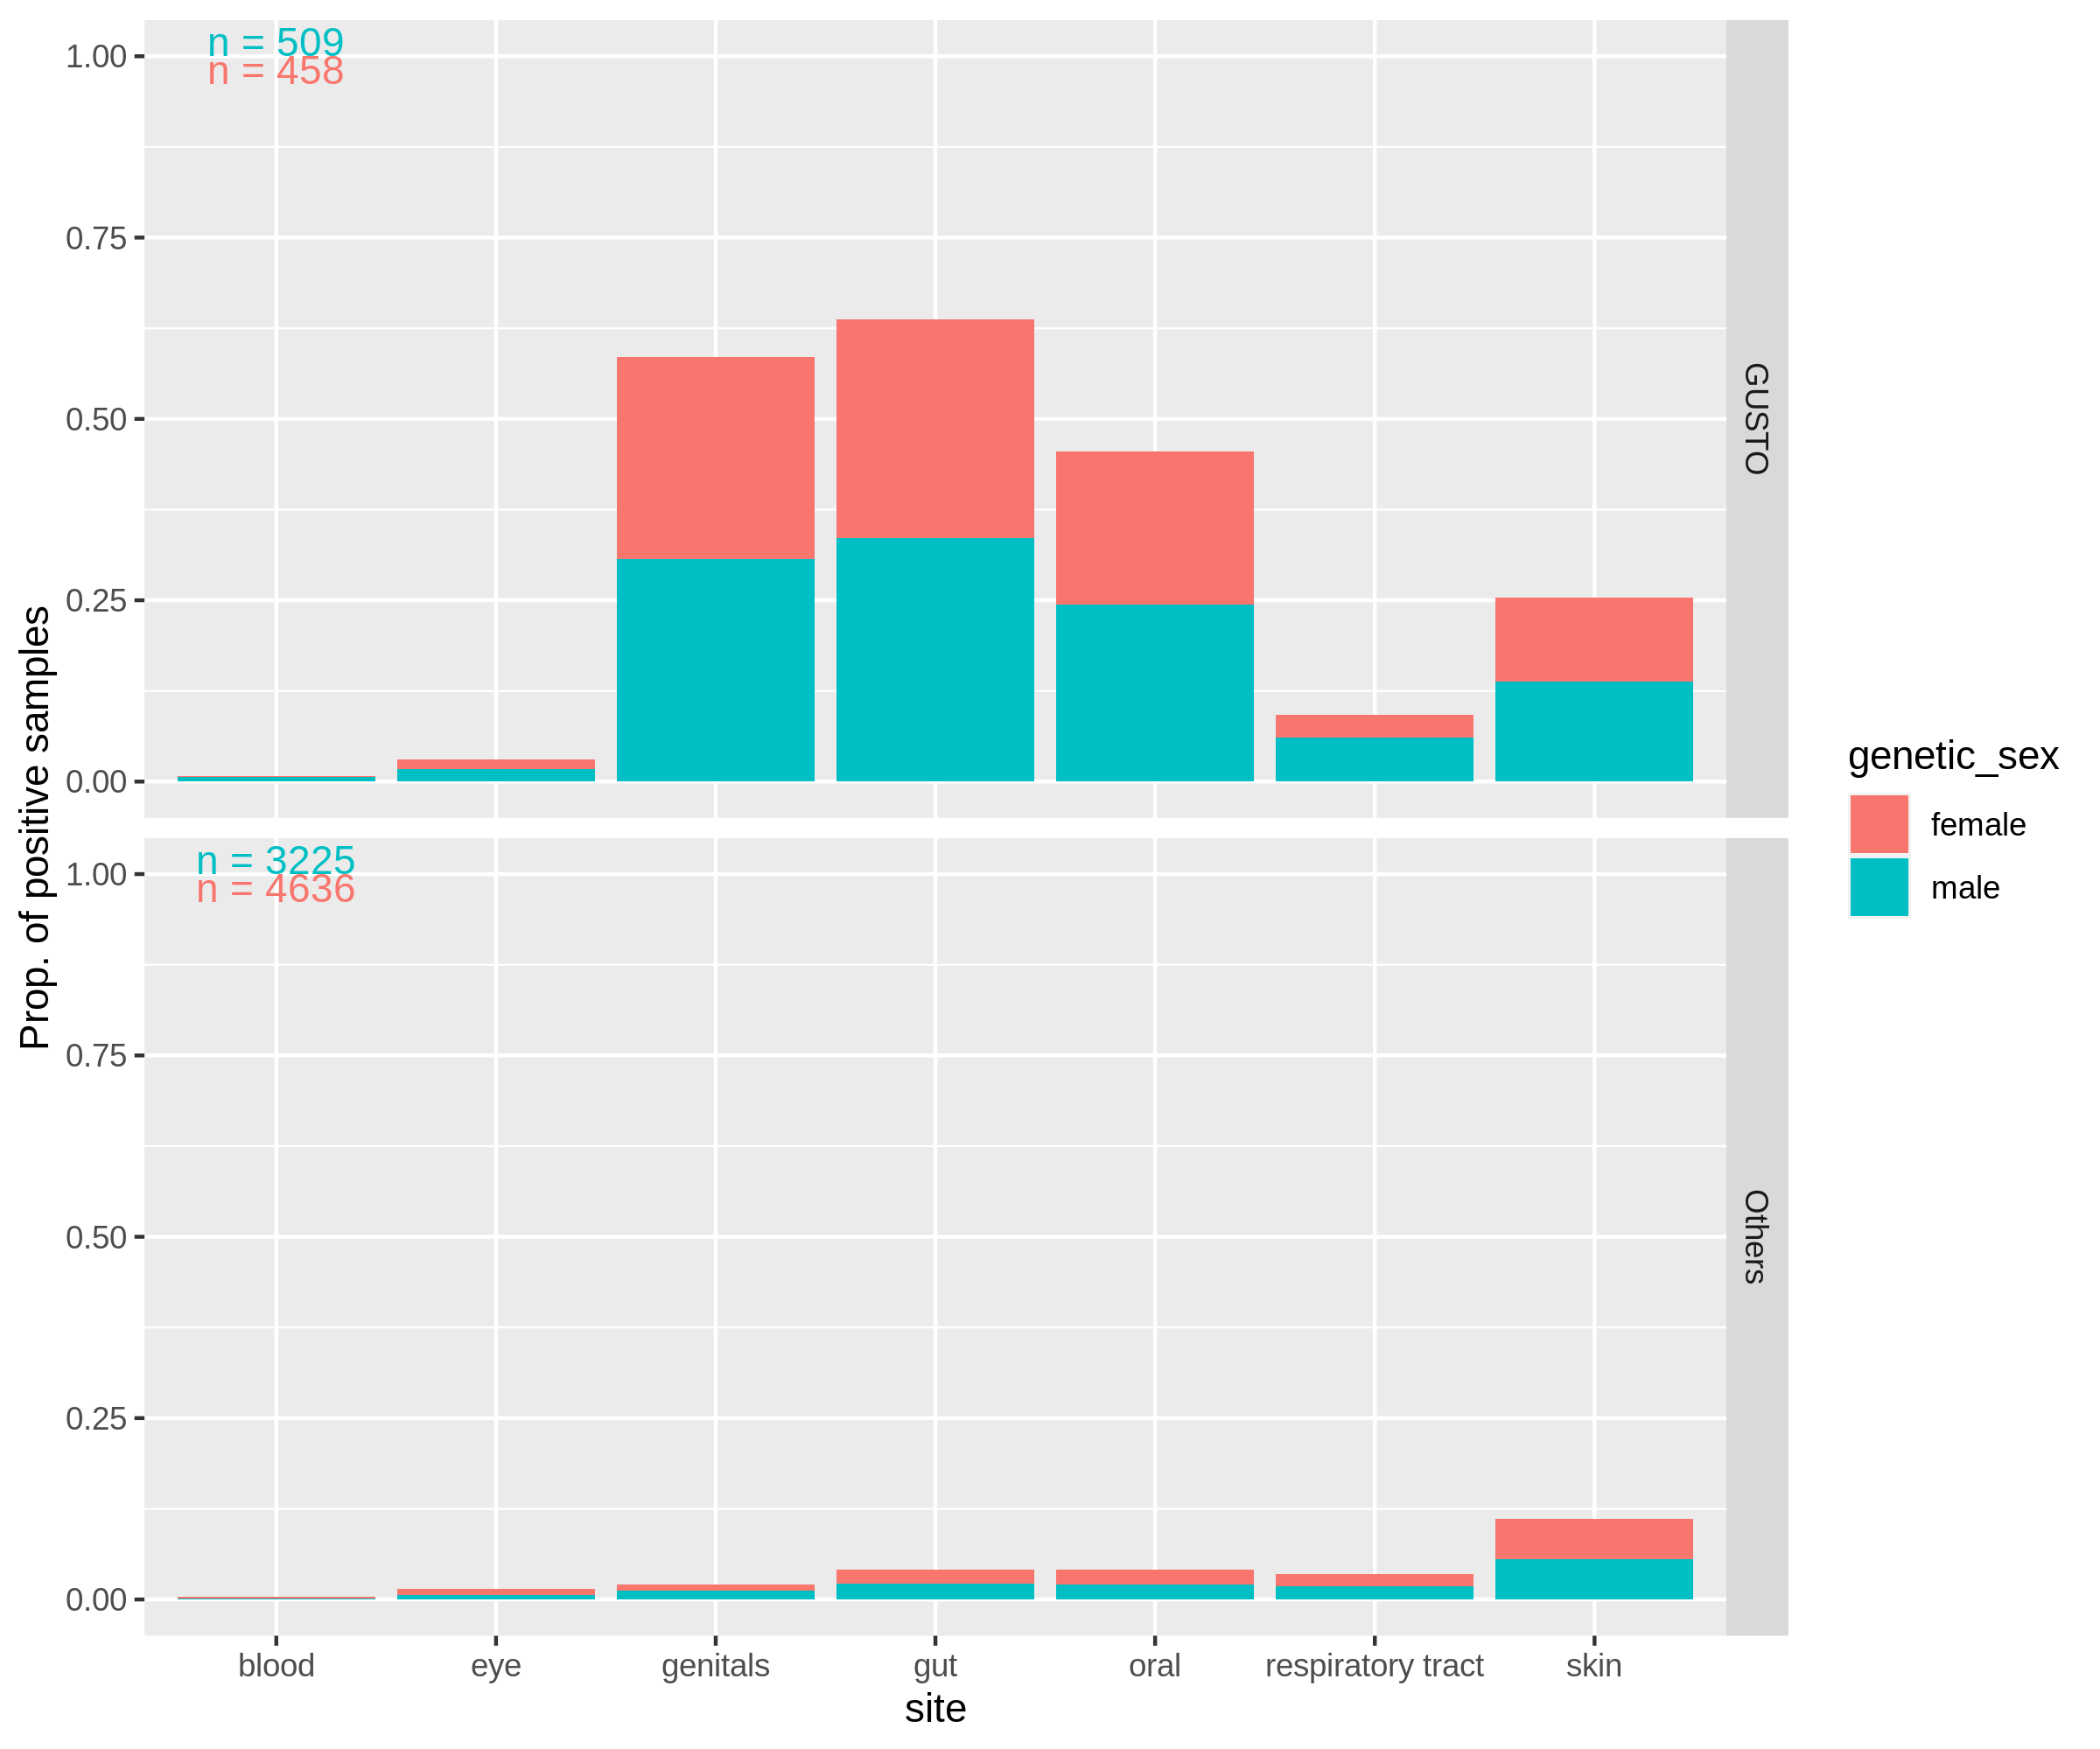 n = 509
n = 458
1.00
0.75
0.50
0.25
0.00
GUSTO
n = 3225
n = 4636
1.00
0.75
0.50
0.25
0.00
Others
Prop. of positive samples
blood eye genitals gut oral respiratory tract skin
site
genetic_sex
female
male